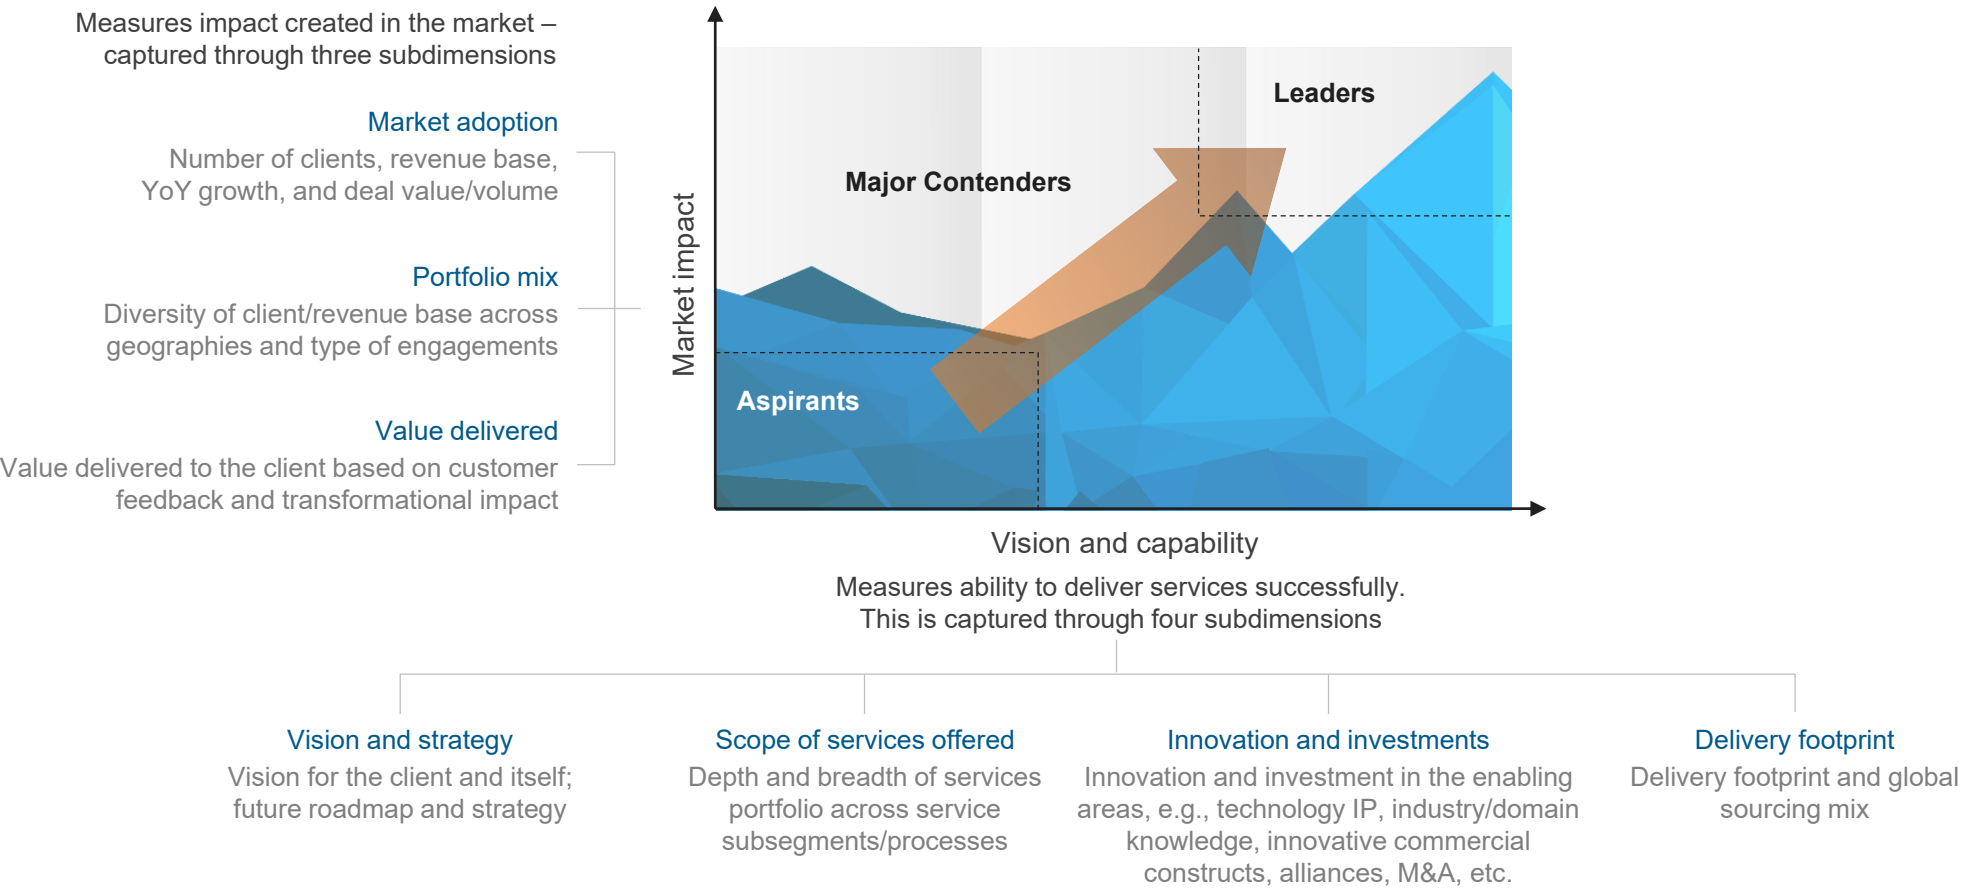 Measures impact created in the market –
captured through three subdimensions
Market adoption
Number of clients, revenue base,
YoY growth, and deal value/volume
Portfolio mix
Diversity of client/revenue base across
geographies and type of engagements
Value delivered
Value delivered to the client based on customer
feedback and transformational impact
Market impact
Leaders
Major Contenders
Aspirants
Vision and capability
Measures ability to deliver services successfully.
This is captured through four subdimensions
Vision and strategy
Vision for the client and itself;
future roadmap and strategy
Scope of services offered
Depth and breadth of services
portfolio across service
subsegments/processes
Innovation and investments
Innovation and investment in the enabling
areas, e.g., technology IP, industry/domain
knowledge, innovative commercial
constructs, alliances, M&A, etc.
Delivery footprint
Delivery footprint and global
sourcing mix